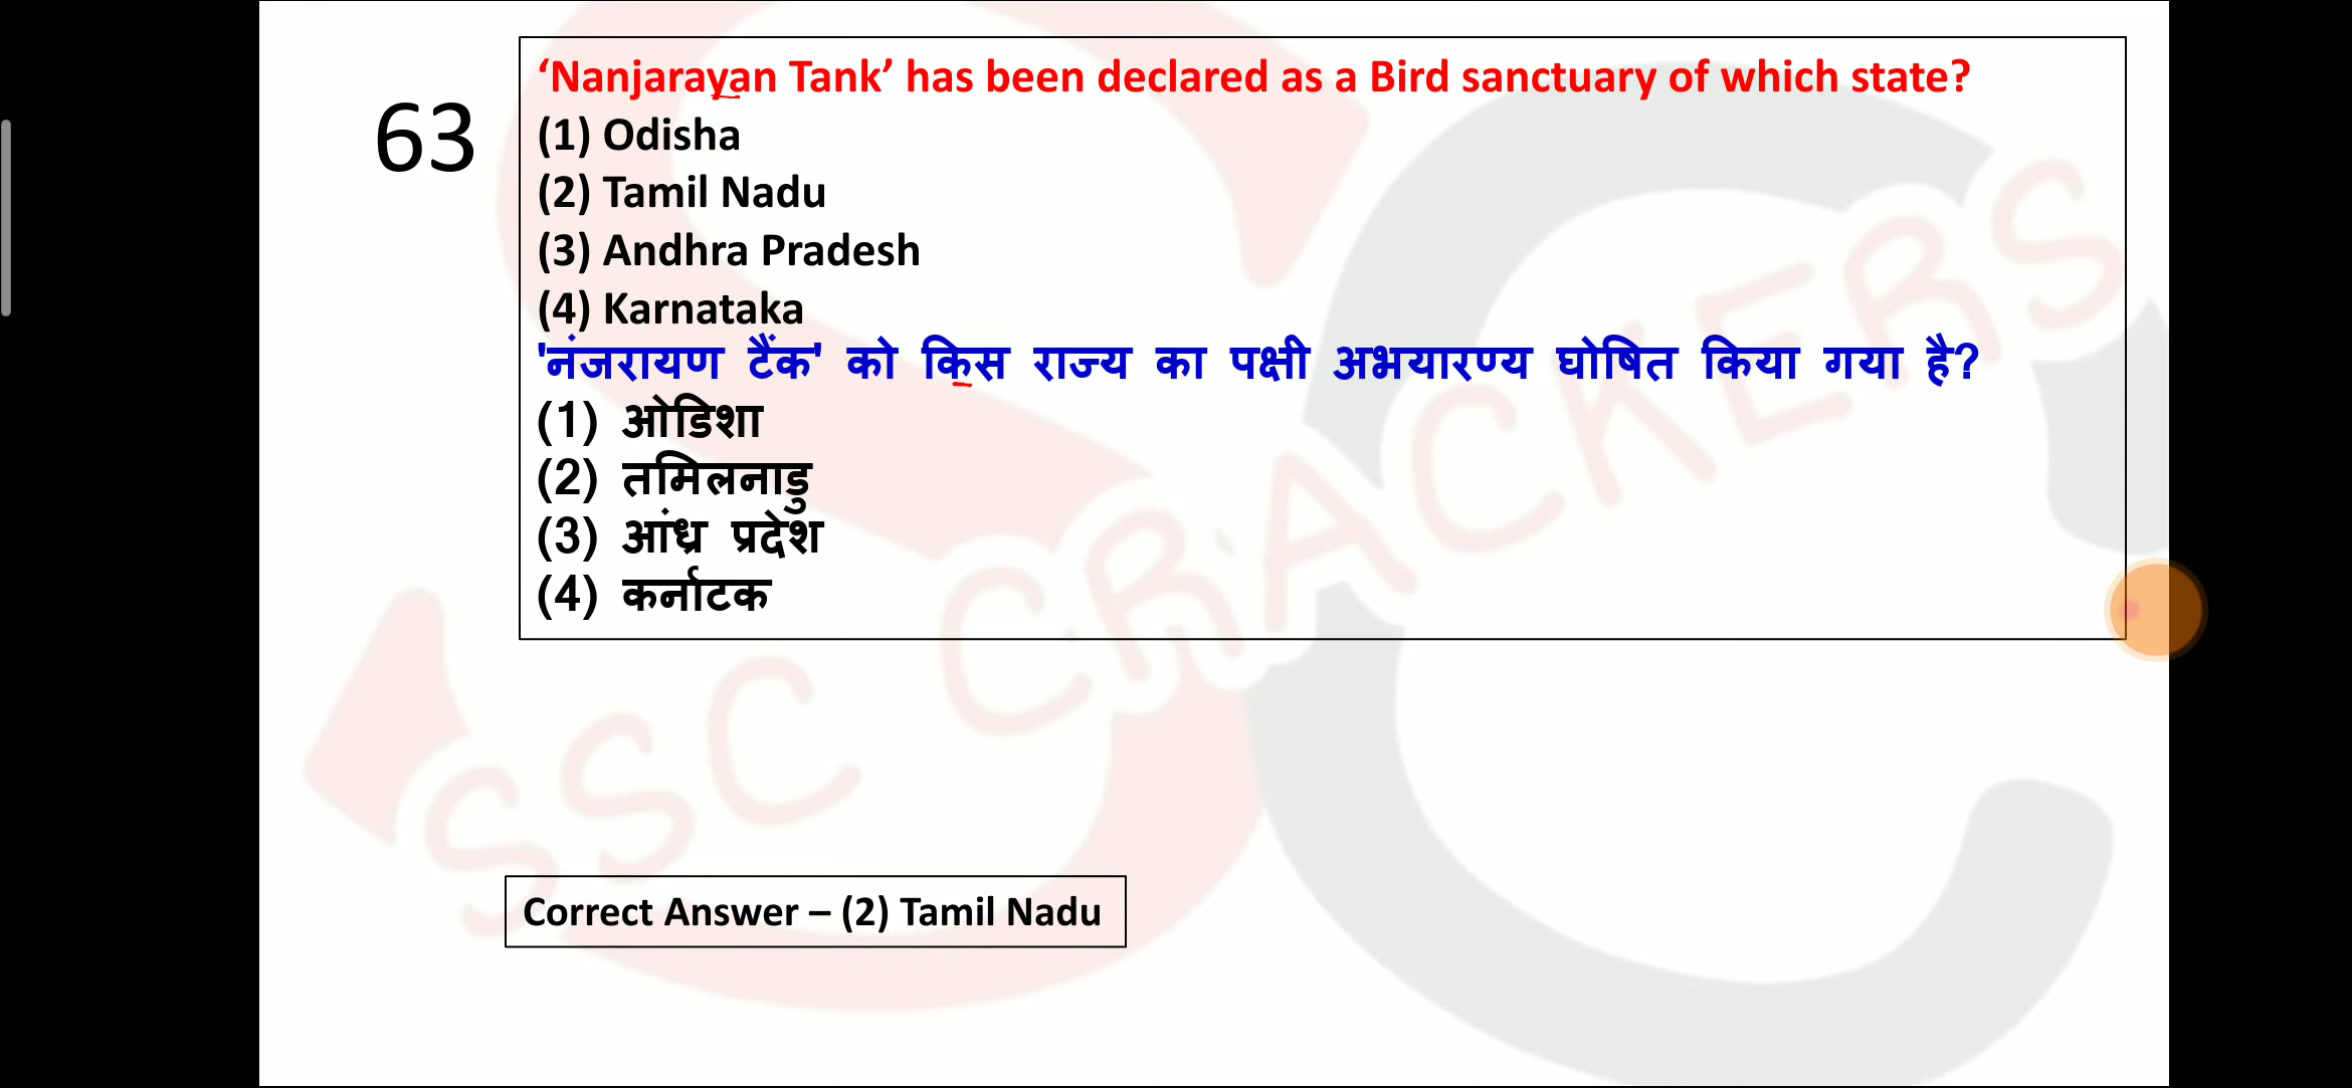 63
‘Nanjarayan Tank’ has been declared as a Bird sanctuary of which state?
(1) Odisha
(2) Tamil Nadu
(3) Andhra Pradesh
(4) Karnataka
'नंजरायण टैंक' को किस राज्य का पक्षी अभयारण्य घोषित किया गया है?
(1) ओडिशा
(2) तमिलनाडु
(3) आंध्र प्रदेश
(4) कर्नाटक
SSC CRACKERS
Correct Answer – (2) Tamil Nadu